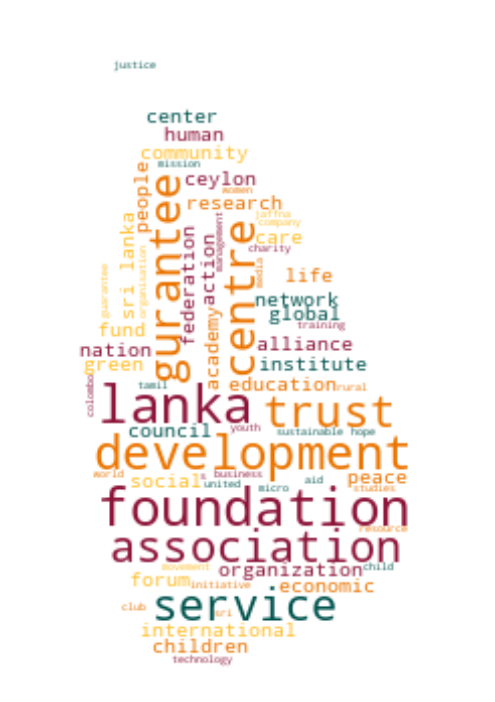 justice
center
human
community
mission
people
ceylon
women
gurantee
research
sri lanka
jaffna
company
management
centre
care
federation
action
charity
organisation
media
guarantee
life
network
global
academy
training
fund
nation
alliance
green
institute
colombo
tamil
education
rural
lanka
trust
council
youth
sustainable
hope
development
world
social
s
business
united
micro
aid
peace
studies
foundation
resource
association
movement
organization
child
forum
initiative
economic
club
service
sri
international
children
technology